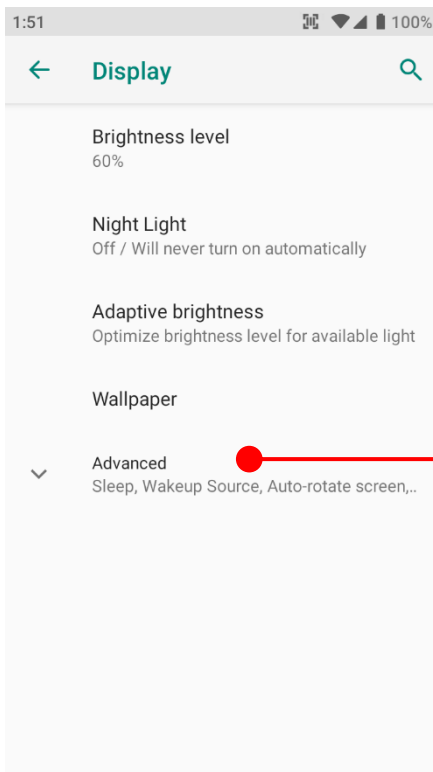 1:51 100%
Display
Brightness level
60%
Night Light
Off / Will never turn on automatically
Adaptive brightness
Optimize brightness level for available light
Wallpaper
Advanced
Sleep, Wakeup Source, Auto-rotate screen,..